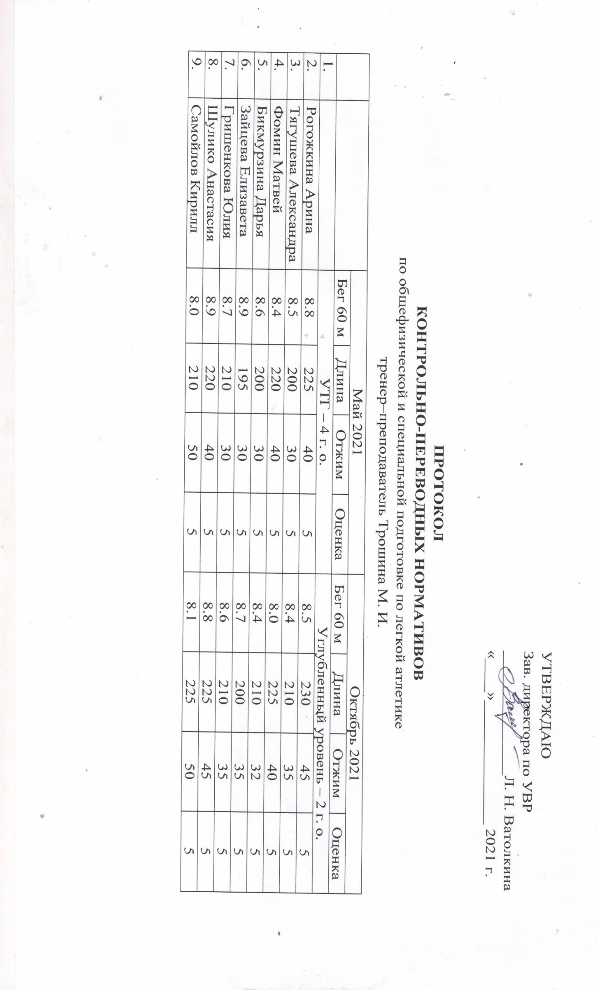 УТВЕРЖДАЮ
Зав. директора по УВР
Л. Н. Ватолкина
«____»______________ 2021 г.
ПРОТОКОЛ
КОНТРОЛЬНО-ПЕРЕВОДНЫХ НОРМАТИВОВ
по общефизической и специальной подготовке по легкой атлетике
тренер–преподаватель Трошина М. И.
Май 2021 Октябрь 2021
Бег 60 м Длина Отжим Оценка Бег 60 м Длина Отжим Оценка
1. УТГ – 4 г. о. Углубленный уровень – 2 г. о.
2. Рогожкина Арина 8.8 225 40 5 8.5 230 45 5
3. Тягушева Александра 8.5 200 30 5 8.4 210 35 5
4. Фомин Матвей 8.4 220 40 5 8.0 225 40 5
5. Бикмурзина Дарья 8.6 200 30 5 8.4 210 32 5
6. Зайцева Елизавета 8.9 195 30 5 8.7 200 35 5
7. Гришенкова Юлия 8.7 210 30 5 8.6 210 35 5
8. Шулико Анастасия 8.9 220 40 5 8.8 225 45 5
9. Самойлов Кирилл 8.0 210 50 5 8.1 225 50 5